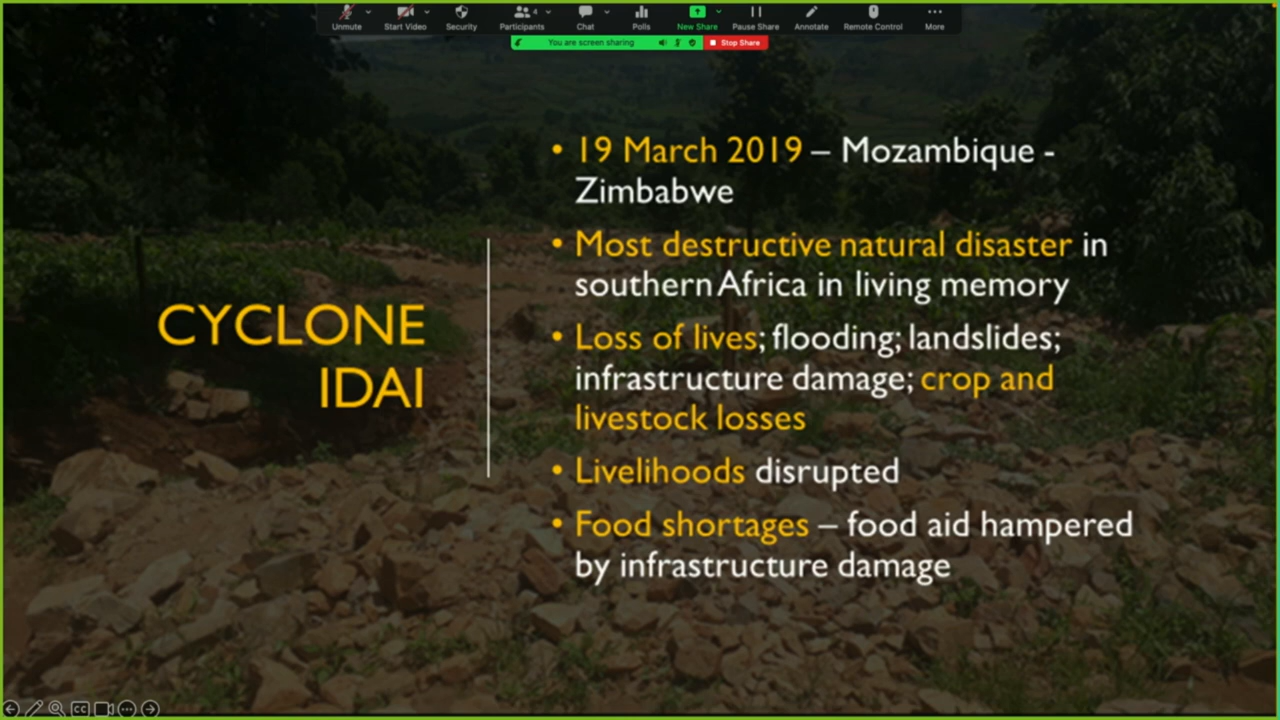 Unmute
Start Video
Security
Participants
4
Chat
Polls
New Share
Pause Share
Annotate
Remote Control
More
You are screen sharing
Stop Share
CYCLONE
IDAI
• 19 March 2019 – Mozambique -
Zimbabwe
• Most destructive natural disaster in
southern Africa in living memory
• Loss of lives; flooding; landslides;
infrastructure damage; crop and
livestock losses
• Livelihoods disrupted
• Food shortages – food aid hampered
by infrastructure damage
CC